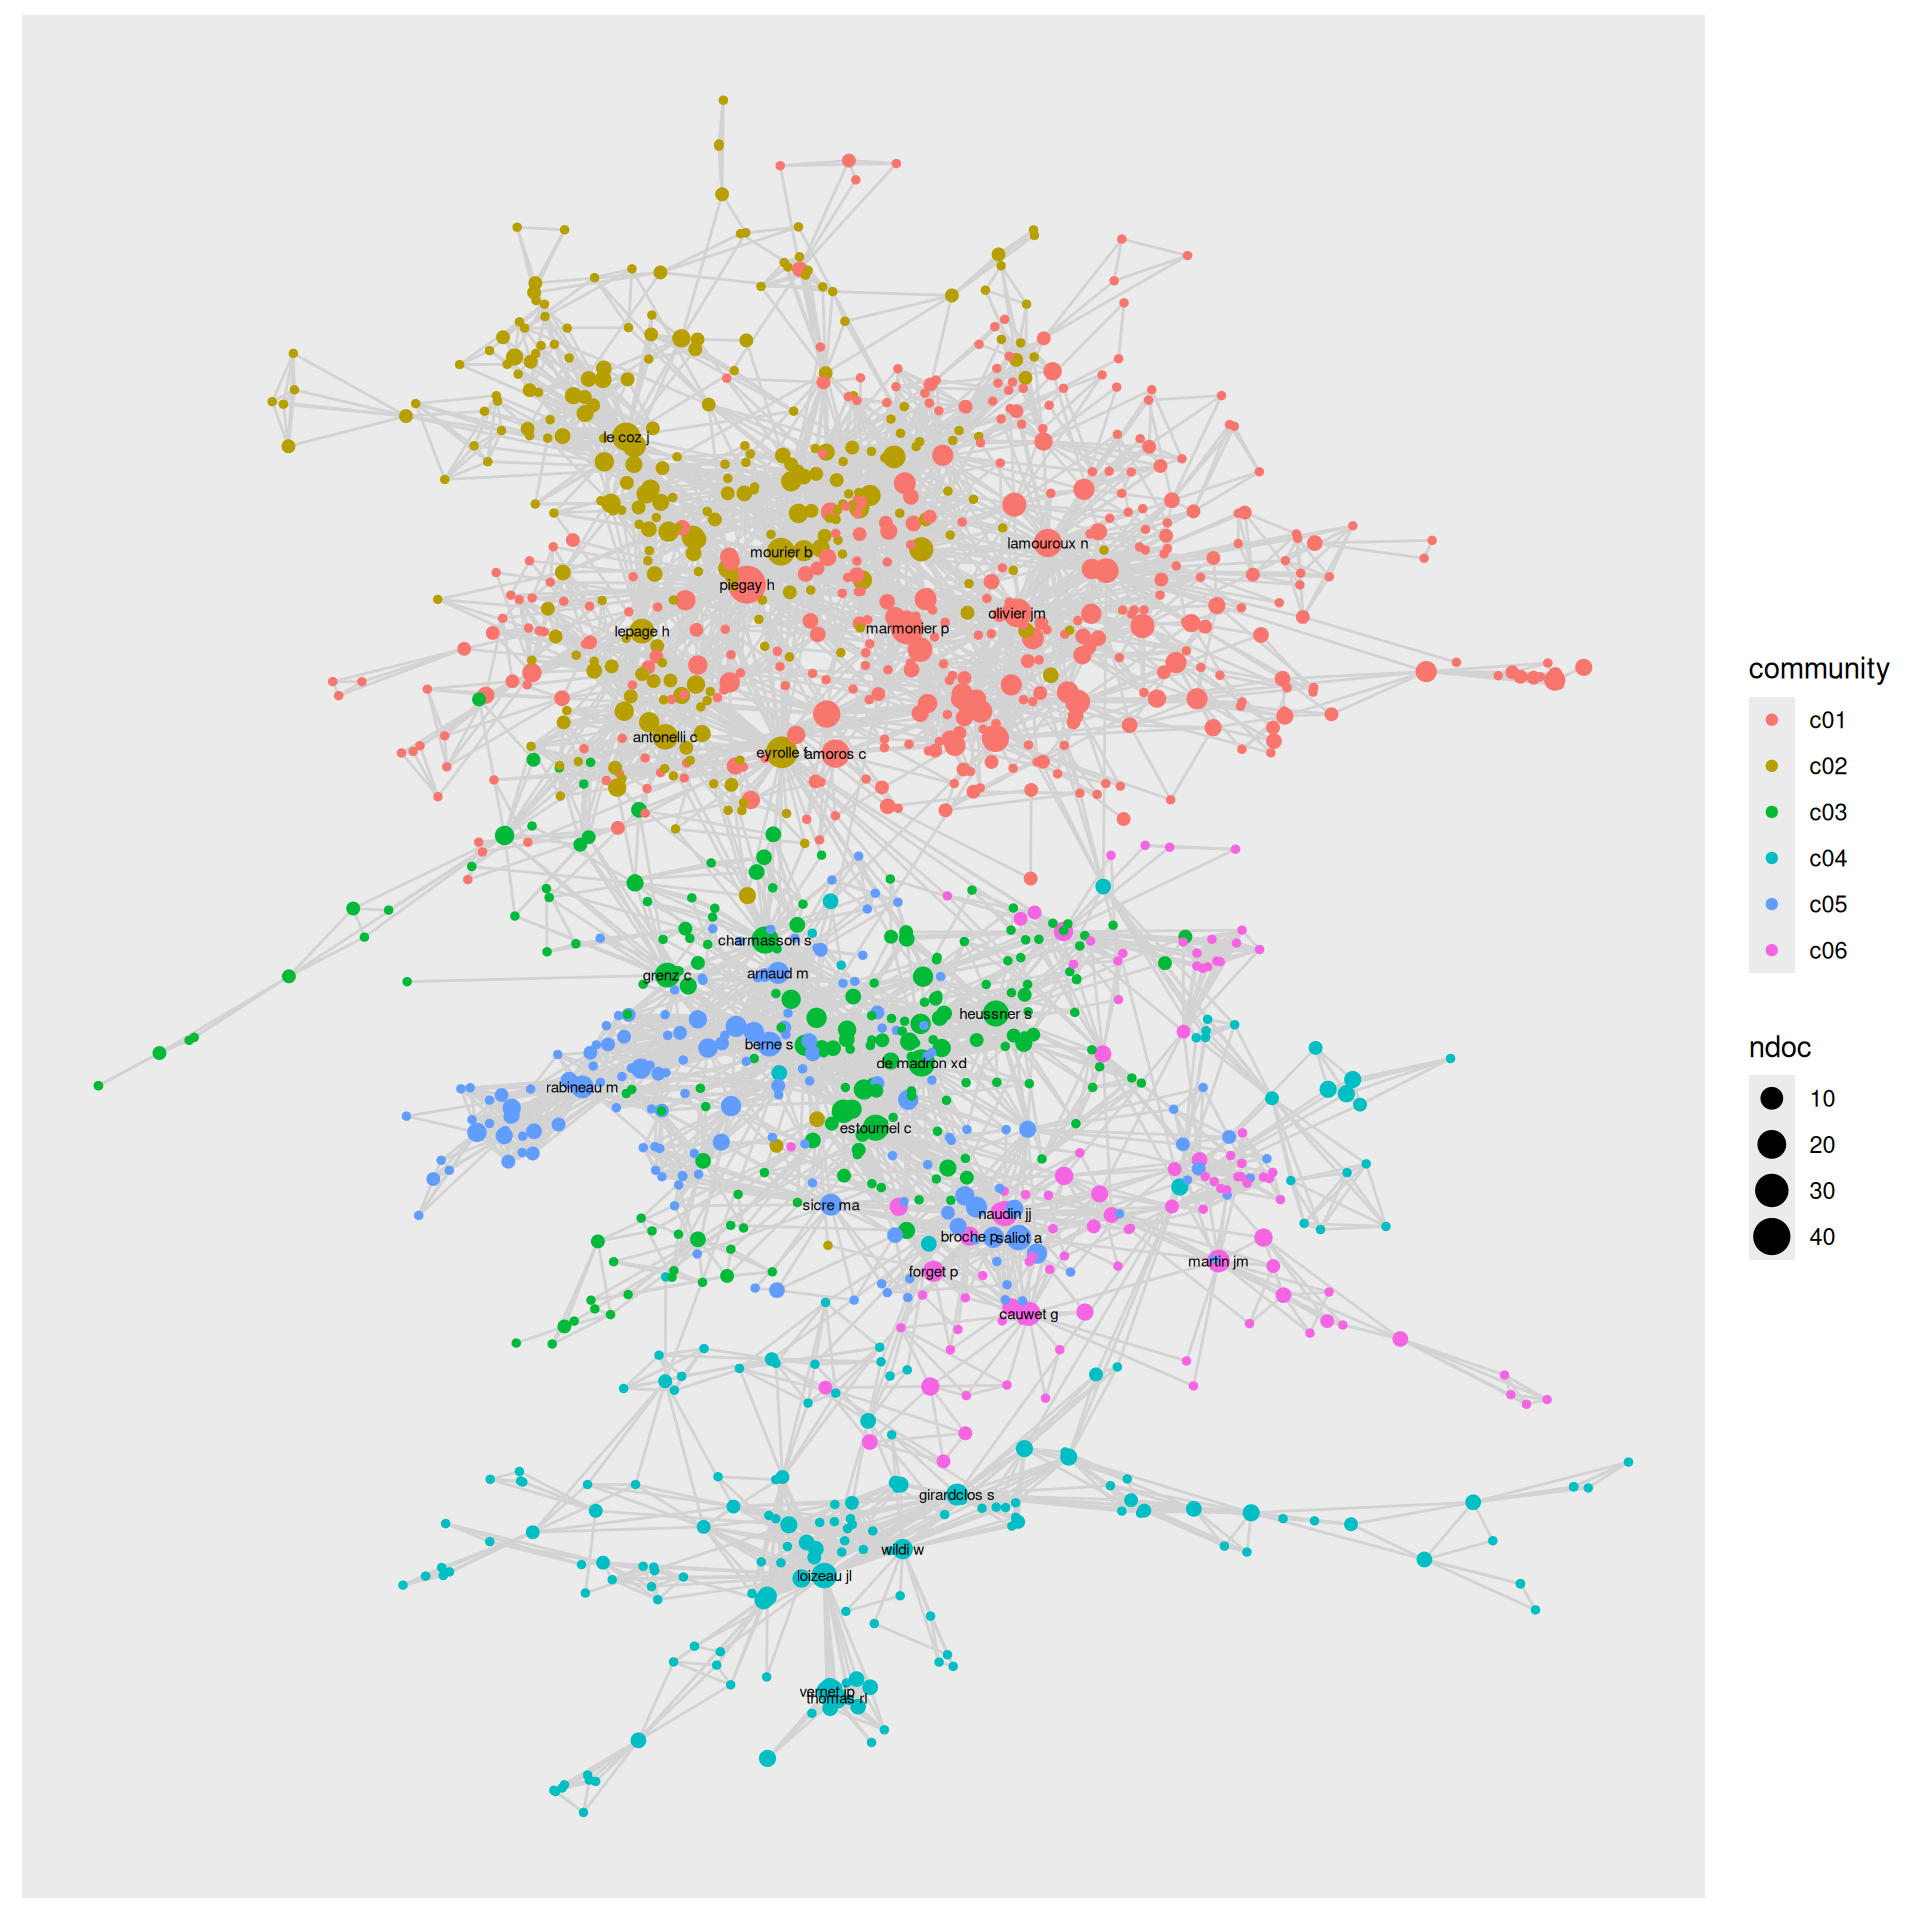 le coz j
mourier b
lamouroux n
piegay h
olivier jm
marmonier p
lepage h
antonelli c
eyrolle f
amoros c
charmasson s
grenz c
arnaud m
heussner s
berne s
de madron xd
rabineau m
estournel c
sicre ma
naudin jj
broche p
saliot a
martin jm
forget p
cauwet g
girardclos s
wildi w
loizeau jl
vernet jp
thomas rl
community
c01
c02
c03
c04
c05
c06
ndoc
10
20
30
40